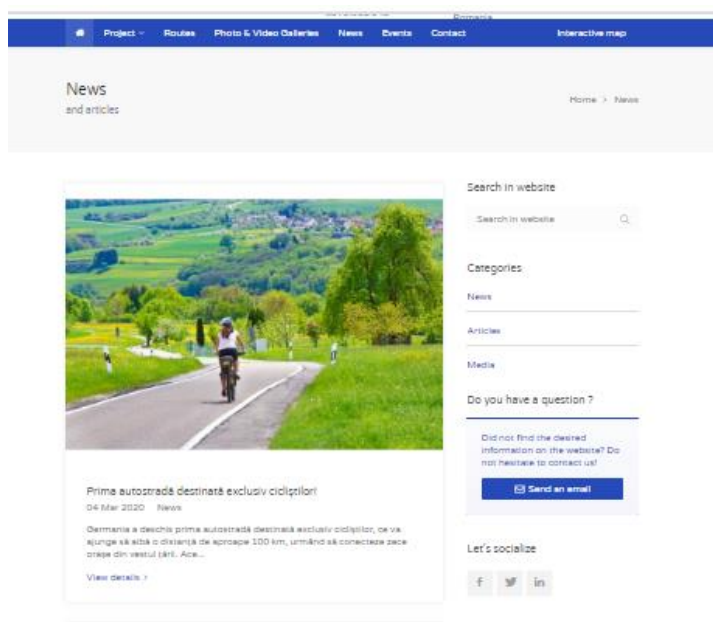 Romania
Project
Routes
Photo & Video Galleries
News
Events
Contact
Interactive map
News
and articles
Home > News
Search in website
Search in website
Categories
News
Articles
Media
Do you have a question ?
Did not find the desired
information on the website? Do
not hesitate to contact us!
Send an email
Prima autostradă destinată exclusiv cicliștilor!
04 Mar 2020 News
Germania a deschis prima autostradă destinată exclusiv cicliștilor, ce va
ajunge să aibă o distanță de aproape 100 km, urmând să conecteze zece
orașe din vestul țării. Ace...
View details >
Let's socialize
f
in